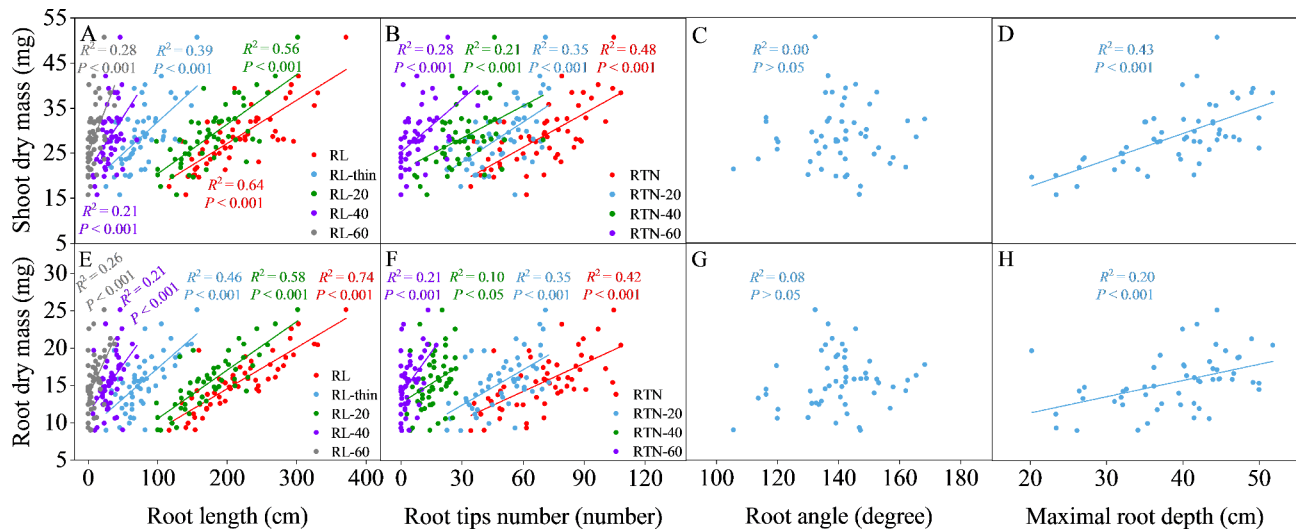 Shoot dry mass (mg)
55
45
35
25
15
5
A
R² = 0.28
P < 0.001
R² = 0.39
P < 0.001
R² = 0.56
P < 0.001
R² = 0.64
P < 0.001
R² = 0.21
P < 0.001
RL
RL-thin
RL-20
RL-40
RL-60
B
R² = 0.28
P < 0.001
R² = 0.21
P < 0.001
R² = 0.35
P < 0.001
R² = 0.48
P < 0.001
RTN
RTN-20
RTN-40
RTN-60
C
R² = 0.00
P > 0.05
D
R² = 0.43
P < 0.001
Root dry mass (mg)
30
25
20
15
10
5
E
R² = 0.26
P < 0.001
R² = 0.21
P < 0.001
R² = 0.46
P < 0.001
R² = 0.58
P < 0.001
R² = 0.74
P < 0.001
RL
RL-thin
RL-20
RL-40
RL-60
0 100 200 300 400
Root length (cm)
F
R² = 0.21
P < 0.001
R² = 0.10
P < 0.05
R² = 0.35
P < 0.001
R² = 0.42
P < 0.001
RTN
RTN-20
RTN-40
RTN-60
0 30 60 90 120
Root tips number (number)
G
R² = 0.08
P > 0.05
100 120 140 160 180
Root angle (degree)
H
R² = 0.20
P < 0.001
20 30 40 50
Maximal root depth (cm)